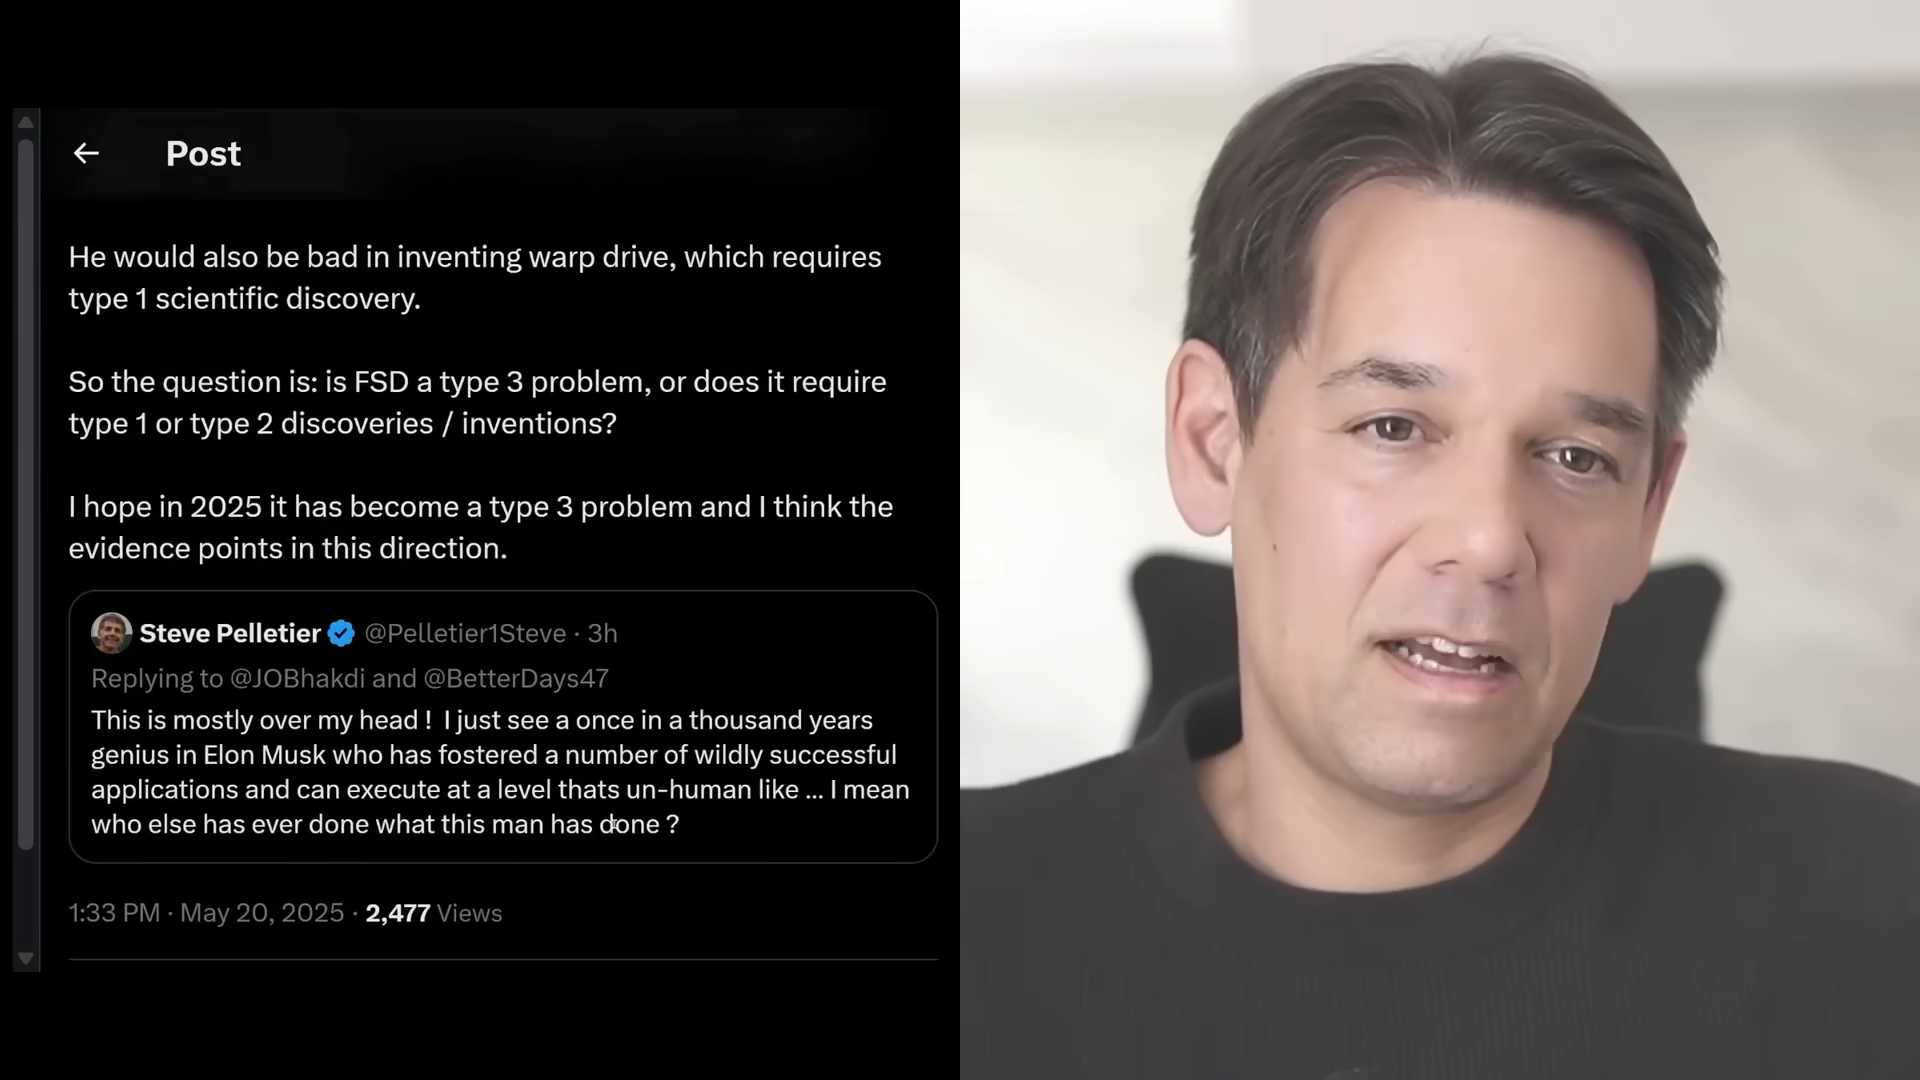 Post
He would also be bad in inventing warp drive, which requires
type 1 scientific discovery.
So the question is: is FSD a type 3 problem, or does it require
type 1 or type 2 discoveries / inventions?
I hope in 2025 it has become a type 3 problem and I think the
evidence points in this direction.
Steve Pelletier @Pelletier1Steve · 3h
Replying to @JOBhakdi and @BetterDays47
This is mostly over my head ! I just see a once in a thousand years
genius in Elon Musk who has fostered a number of wildly successful
applications and can execute at a level thats un-human like ... I mean
who else has ever done what this man has done ?
1:33 PM · May 20, 2025 · 2,477 Views